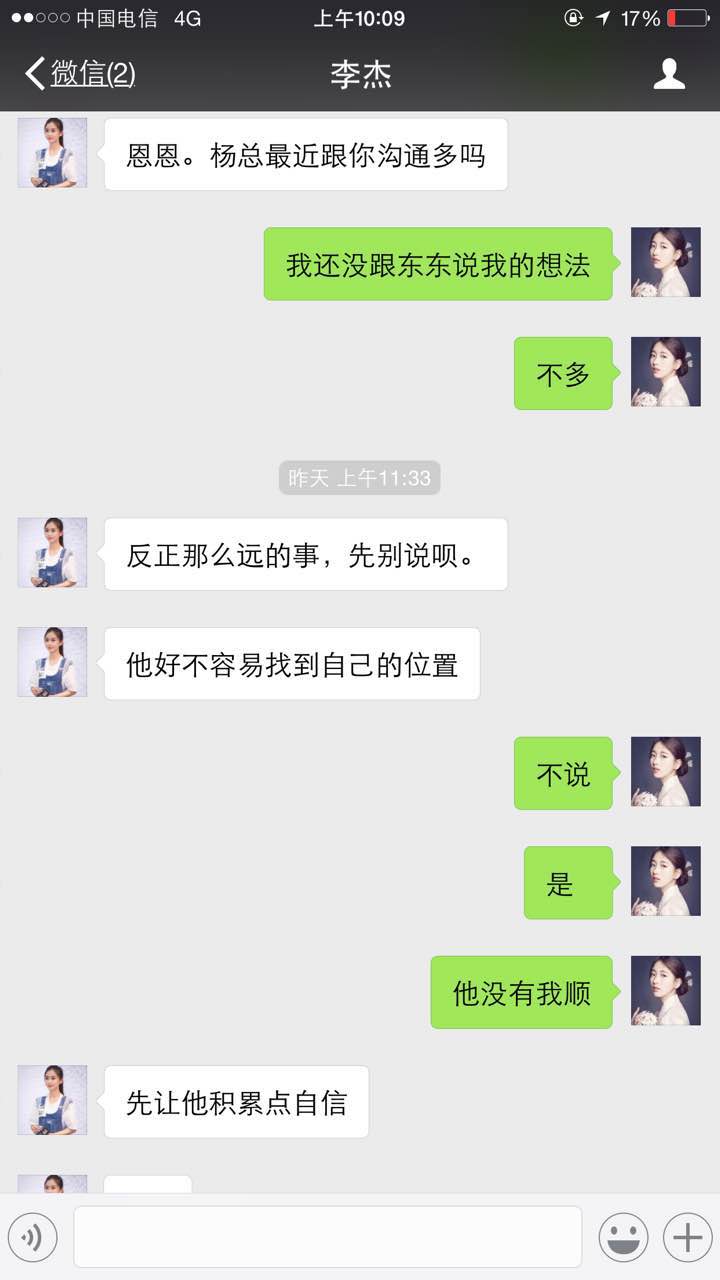 中国电信 4G 上午10:09 17%
微信(2) 李杰
恩恩。杨总最近跟你沟通多吗
我还没跟东东说我的想法
不多
昨天 上午11:33
反正那么远的事，先别说呗。
他好不容易找到自己的位置
不说
是
他没有我顺
先让他积累点自信